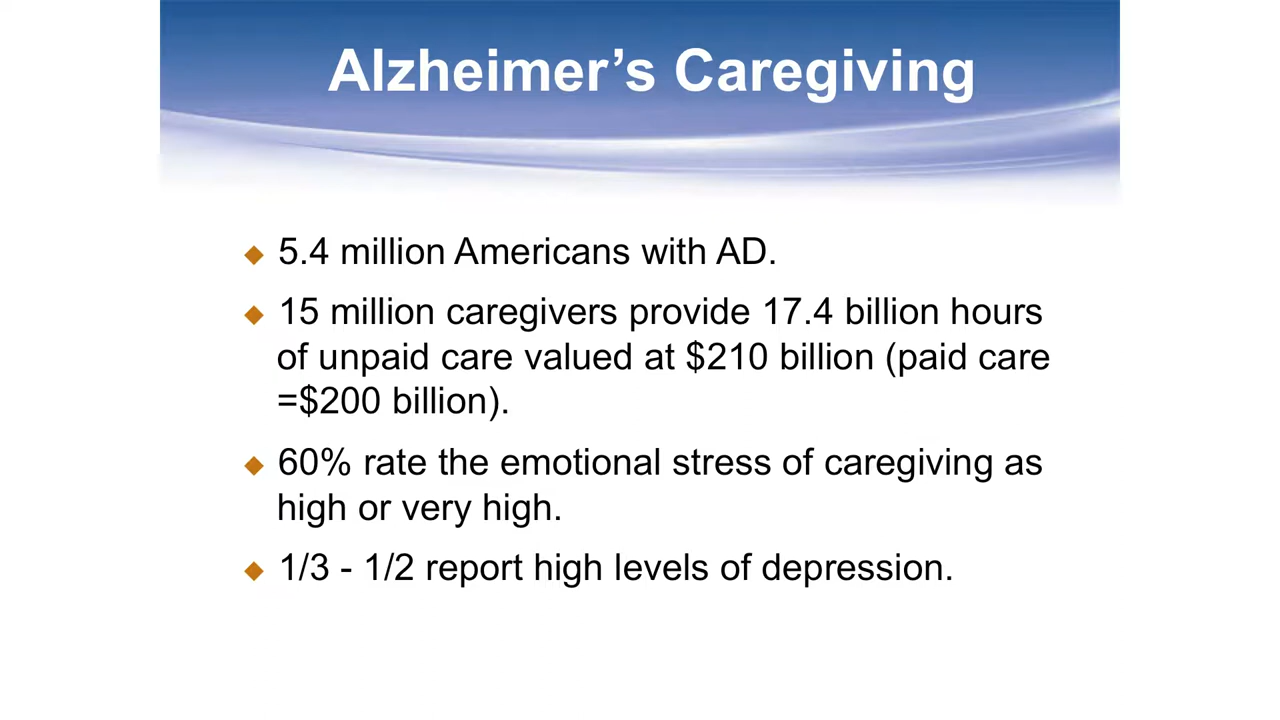 Alzheimer’s Caregiving
◆ 5.4 million Americans with AD.
◆ 15 million caregivers provide 17.4 billion hours
of unpaid care valued at $210 billion (paid care
=$200 billion).
◆ 60% rate the emotional stress of caregiving as
high or very high.
◆ 1/3 - 1/2 report high levels of depression.